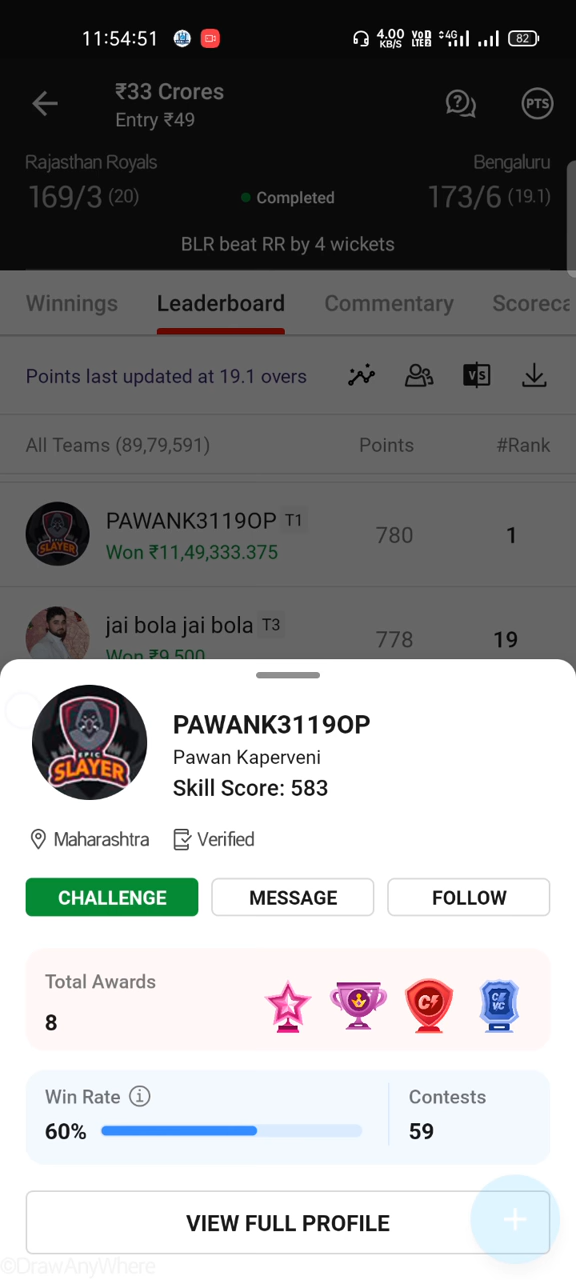 11:54:51
4.00 KB/S VoD LTE2 4G 82
₹33 Crores
Entry ₹49
PTS
Rajasthan Royals Bengaluru
169/3 (20) Completed 173/6 (19.1)
BLR beat RR by 4 wickets
Winnings Leaderboard Commentary Scoreca
Points last updated at 19.1 overs VS
All Teams (89,79,591) Points #Rank
PAWANK3119OP T1 780 1
Won ₹11,49,333.375
jai bola jai bola T3 778 19
Won ₹9,500
EPIC
SLAYER
PAWANK3119OP
Pawan Kaperveni
Skill Score: 583
Maharashtra Verified
CHALLENGE MESSAGE FOLLOW
Total Awards
8
Win Rate Contests
60% 59
VIEW FULL PROFILE
©DrawAnyWhere